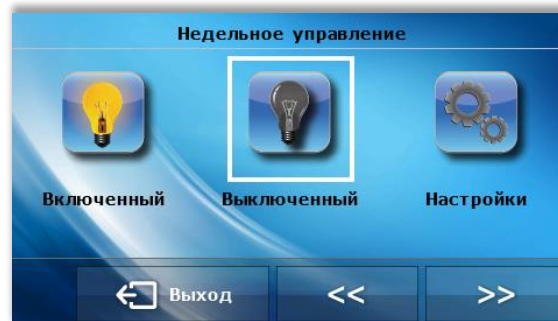 Недельное управление
Включенный Выключенный Настройки
Выход << >>